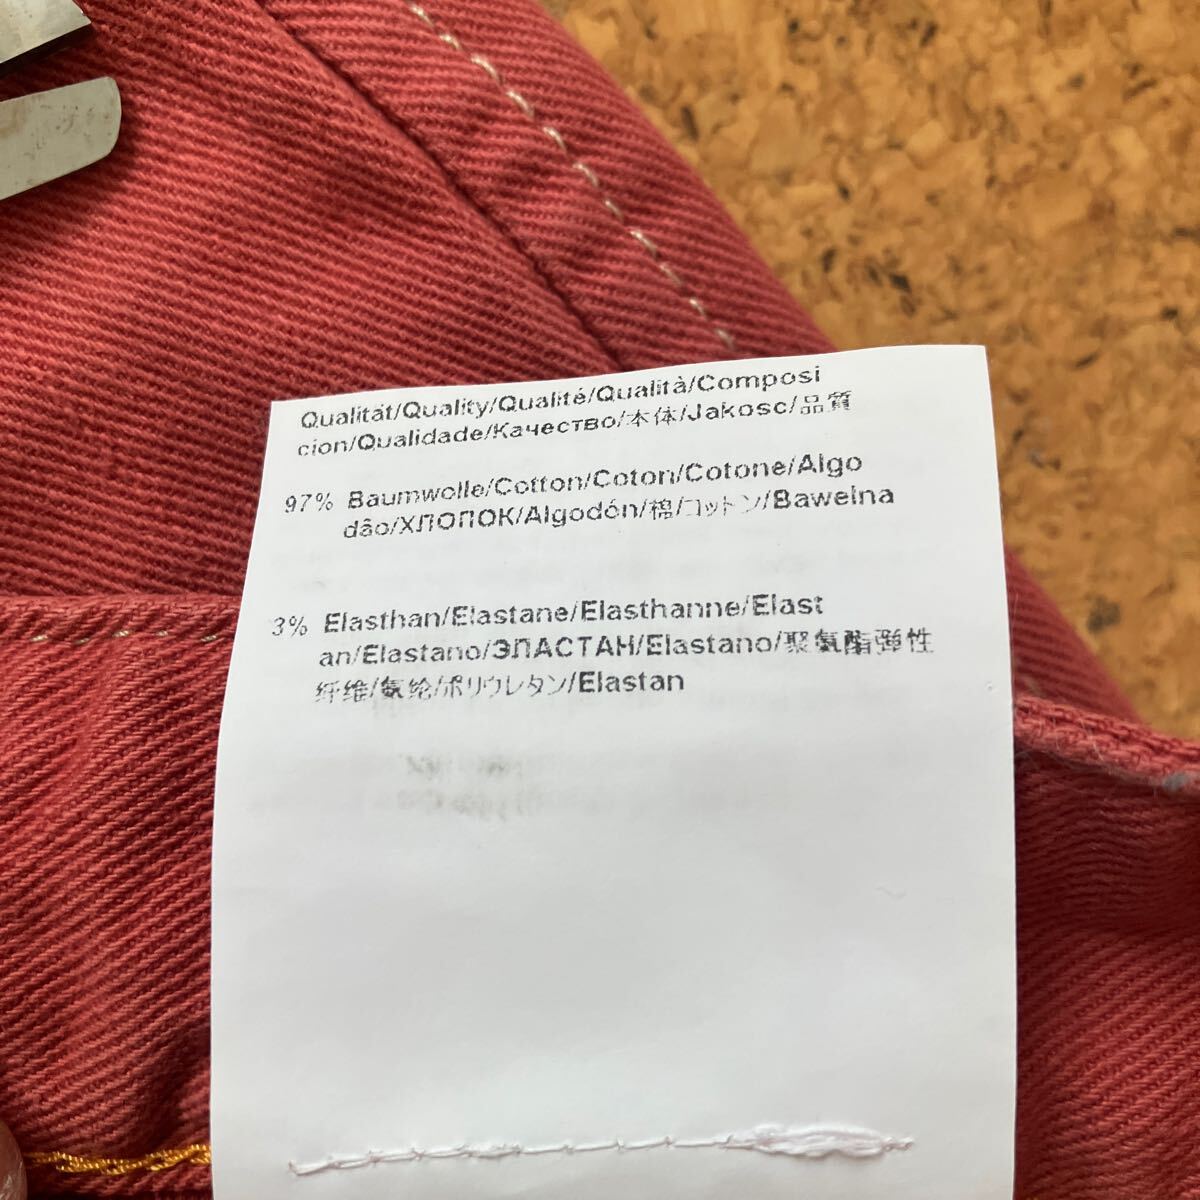 Qualität/Quality/Qualité/Qualità/Composi
cion/Qualidade/Качество/本体/Jakosc/品質
97% Baumwolle/Cotton/Coton/Cotone/Algo
dão/ХЛОПОК/Algodón/棉/コットン/Bawelna
3% Elasthan/Elastane/Elasthanne/Elast
an/Elastano/ЭЛАСТАН/Elastano/聚氨酯弹性
纤维/氨纶/ポリウレタン/Elastan